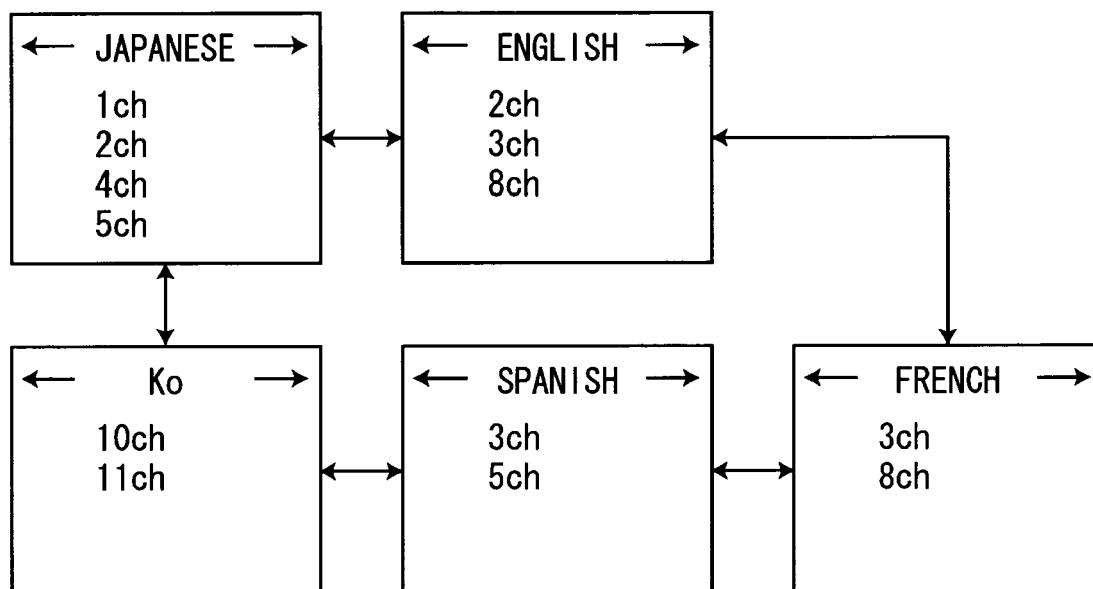 JAPANESE
1ch
2ch
4ch
5ch
ENGLISH
2ch
3ch
8ch
Ko
10ch
11ch
SPANISH
3ch
5ch
FRENCH
3ch
8ch